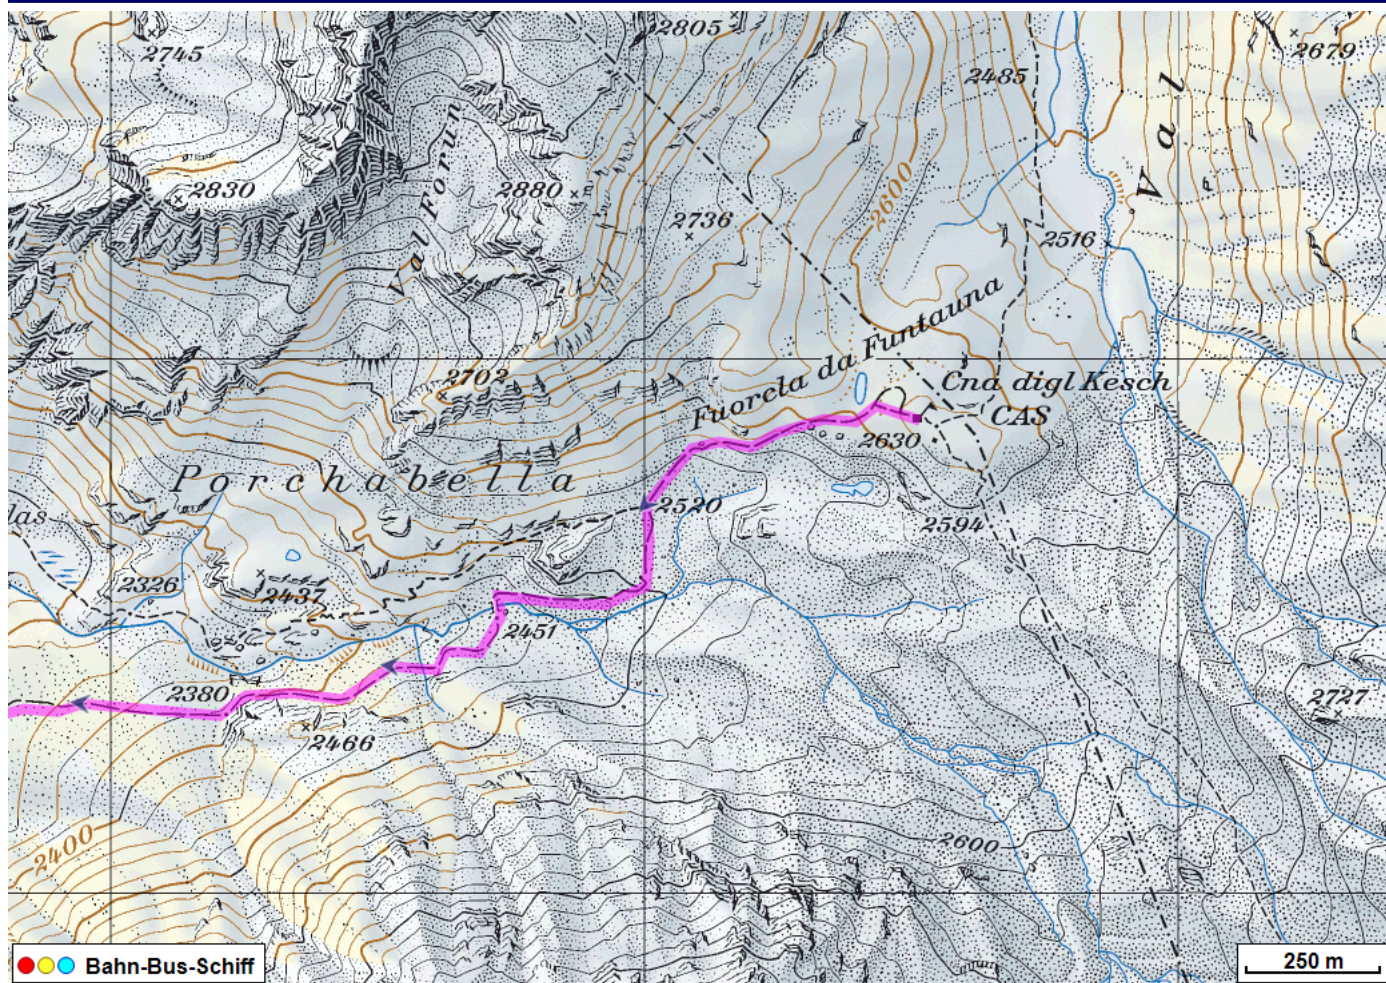 2745
2805
2679
2485
Val
Val Forun
2830
2880
2600
2736
2516
Fuorcla da Funtauna
2702
Cna digl Kesch
CAS
2630
Porchabella
las
2520
2594
2326
2437
2451
2380
2466
2727
2400
2600
Bahn-Bus-Schiff
250 m